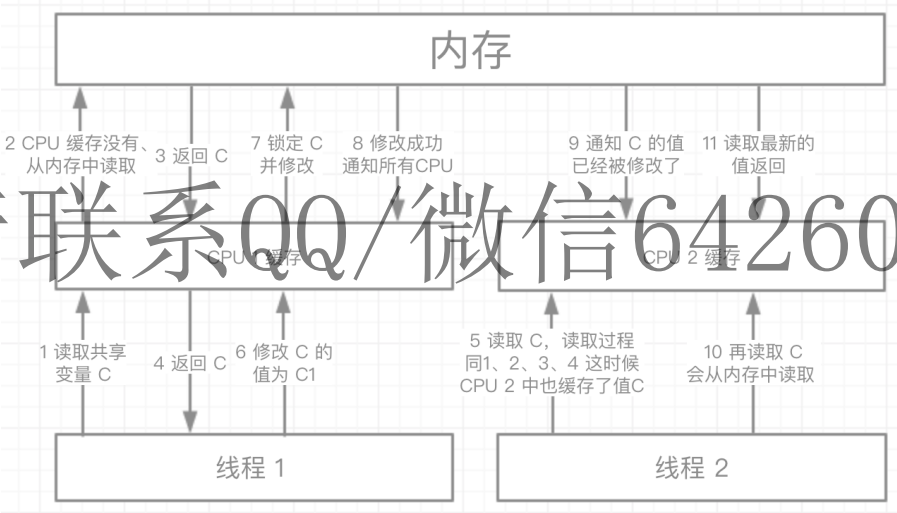 内存
2 CPU 缓存没有、
从内存中读取
3 返回 C
7 锁定 C
并修改
8 修改成功
通知所有CPU
9 通知 C 的值
已经被修改了
11 读取最新的
值返回
联系QQ/微信64260
CPU 1 缓存
CPU 2 缓存
1 读取共享
变量 C
4 返回 C
6 修改 C 的
值为 C1
5 读取 C，读取过程
同1、2、3、4 这时候
CPU 2 中也缓存了值C
10 再读取 C
会从内存中读取
线程 1
线程 2